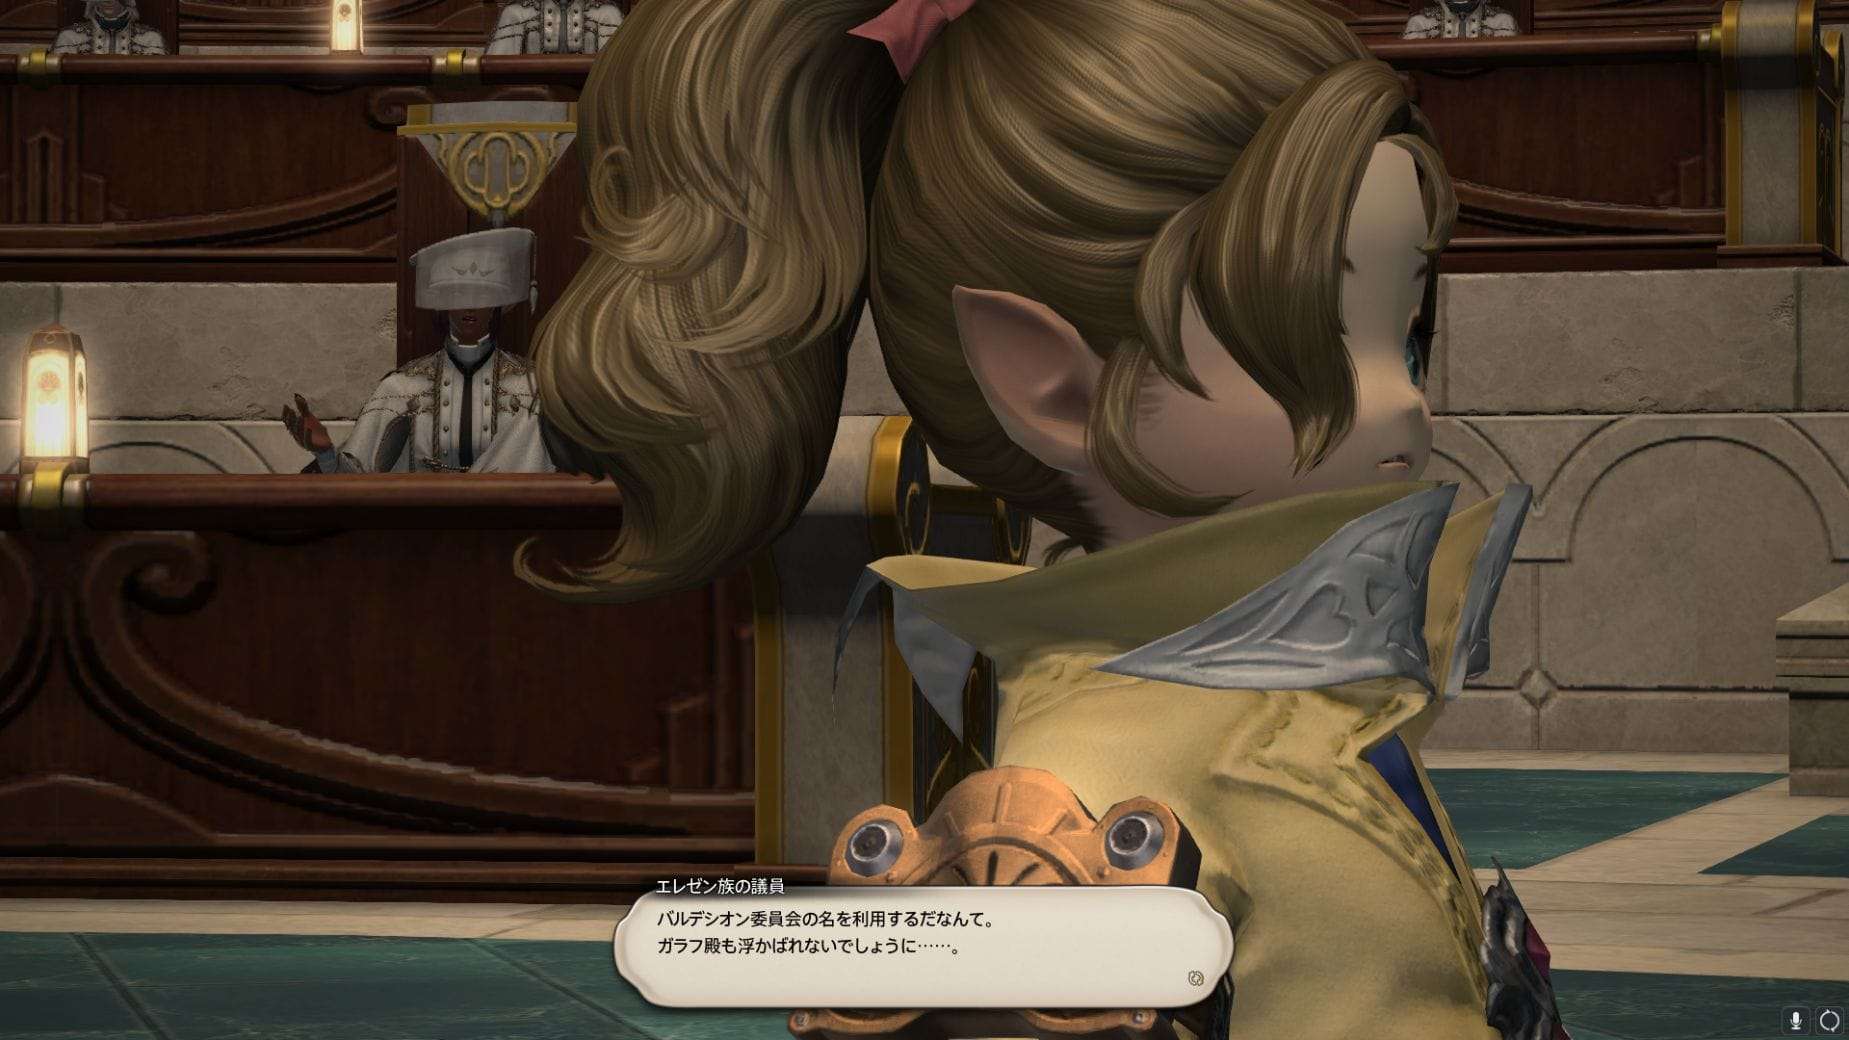 エレゼン族の議員
バルデシオン委員会の名を利用するだなんて。
ガラフ殿も浮かばれないでしょうに……。